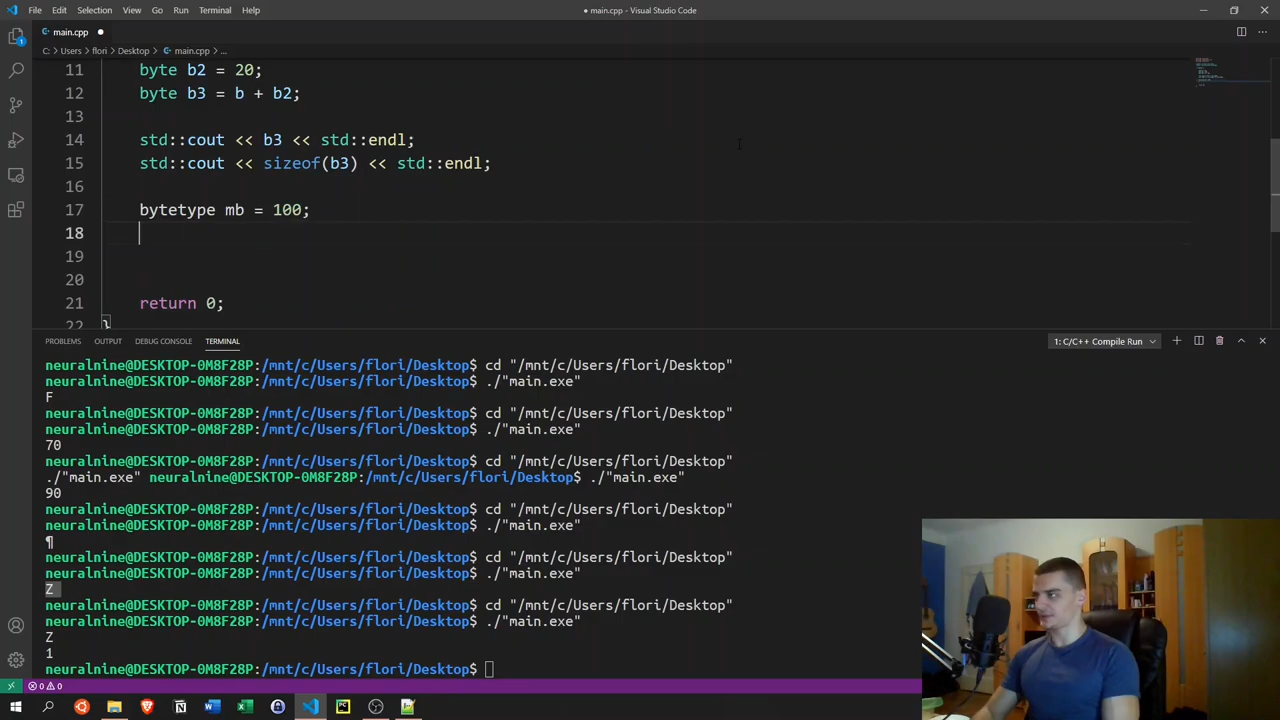 File Edit Selection View Go Run Terminal Help
● main.cpp - Visual Studio Code
main.cpp ●
C: > Users > flori > Desktop > main.cpp > ...
11 byte b2 = 20;
12 byte b3 = b + b2;
13
14 std::cout << b3 << std::endl;
15 std::cout << sizeof(b3) << std::endl;
16
17 bytetype mb = 100;
18
19
20
21 return 0;
22 }
PROBLEMS OUTPUT DEBUG CONSOLE TERMINAL 1: C/C++ Compile Run
neuralnine@DESKTOP-0M8F28P:/mnt/c/Users/flori/Desktop$ cd "/mnt/c/Users/flori/Desktop"
neuralnine@DESKTOP-0M8F28P:/mnt/c/Users/flori/Desktop$ ./"main.exe"
F
neuralnine@DESKTOP-0M8F28P:/mnt/c/Users/flori/Desktop$ cd "/mnt/c/Users/flori/Desktop"
neuralnine@DESKTOP-0M8F28P:/mnt/c/Users/flori/Desktop$ ./"main.exe"
70
neuralnine@DESKTOP-0M8F28P:/mnt/c/Users/flori/Desktop$ cd "/mnt/c/Users/flori/Desktop"
./"main.exe" neuralnine@DESKTOP-0M8F28P:/mnt/c/Users/flori/Desktop$ ./"main.exe"
90
neuralnine@DESKTOP-0M8F28P:/mnt/c/Users/flori/Desktop$ cd "/mnt/c/Users/flori/Desktop"
neuralnine@DESKTOP-0M8F28P:/mnt/c/Users/flori/Desktop$ ./"main.exe"
¶
neuralnine@DESKTOP-0M8F28P:/mnt/c/Users/flori/Desktop$ cd "/mnt/c/Users/flori/Desktop"
neuralnine@DESKTOP-0M8F28P:/mnt/c/Users/flori/Desktop$ ./"main.exe"
Z
neuralnine@DESKTOP-0M8F28P:/mnt/c/Users/flori/Desktop$ cd "/mnt/c/Users/flori/Desktop"
neuralnine@DESKTOP-0M8F28P:/mnt/c/Users/flori/Desktop$ ./"main.exe"
Z
1
neuralnine@DESKTOP-0M8F28P:/mnt/c/Users/flori/Desktop$
0 0